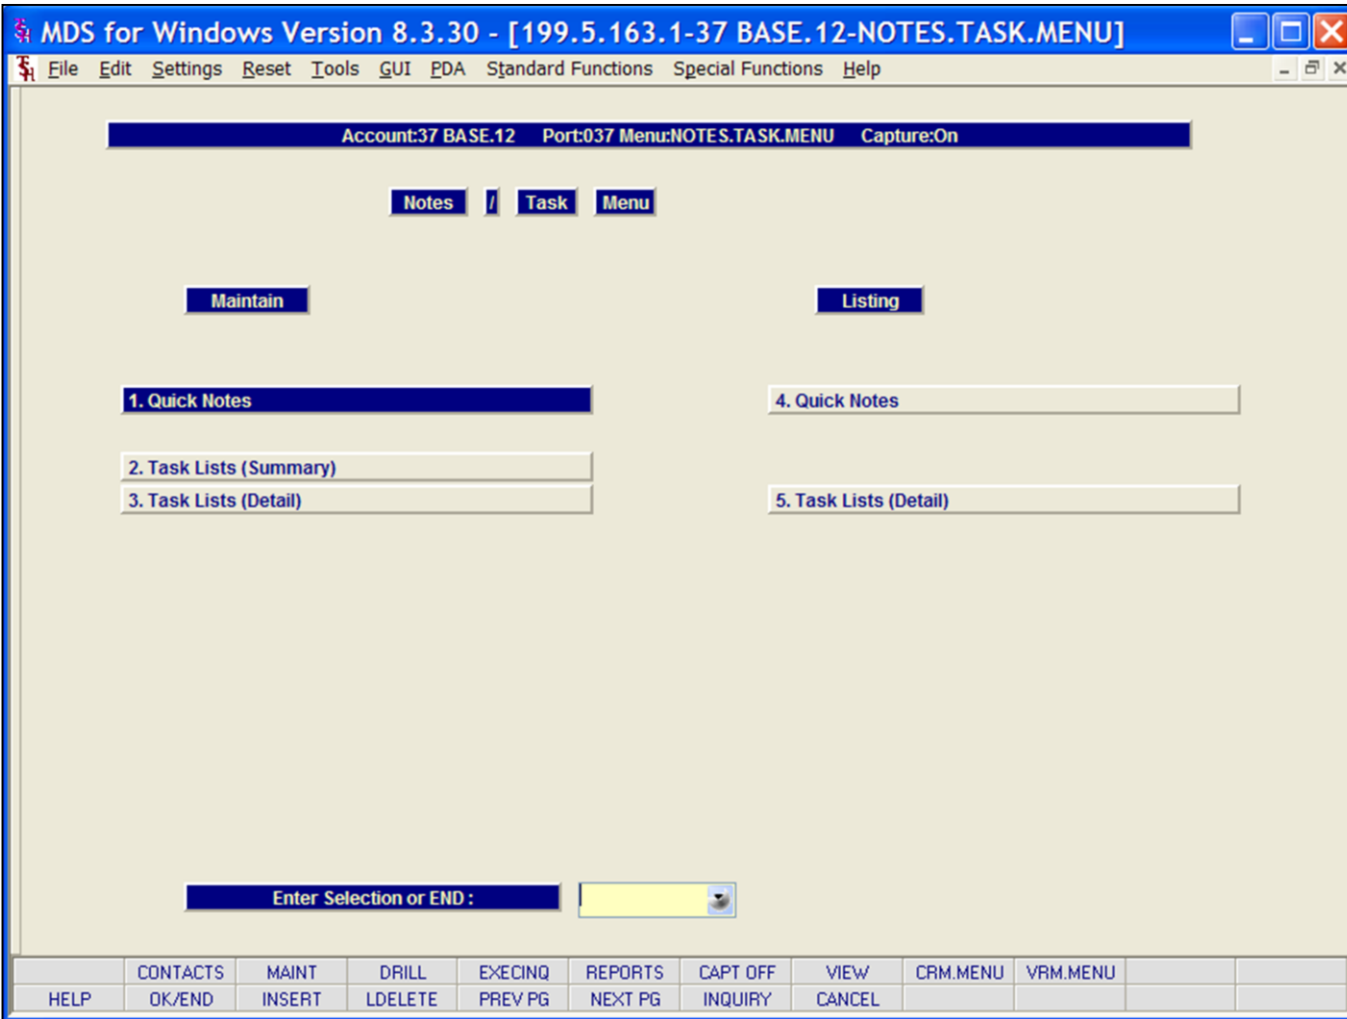 MDS for Windows Version 8.3.30 - [199.5.163.1-37 BASE.12-NOTES.TASK.MENU]
File Edit Settings Reset Tools GUI PDA Standard Functions Special Functions Help
Account:37 BASE.12 Port:037 Menu:NOTES.TASK.MENU Capture:On
Notes / Task Menu
Maintain Listing
1. Quick Notes 4. Quick Notes
2. Task Lists (Summary)
3. Task Lists (Detail) 5. Task Lists (Detail)
Enter Selection or END :
CONTACTS MAINT DRILL EXECINQ REPORTS CAPT OFF VIEW CRM.MENU VRM.MENU
HELP OK/END INSERT LDELETE PREV PG NEXT PG INQUIRY CANCEL